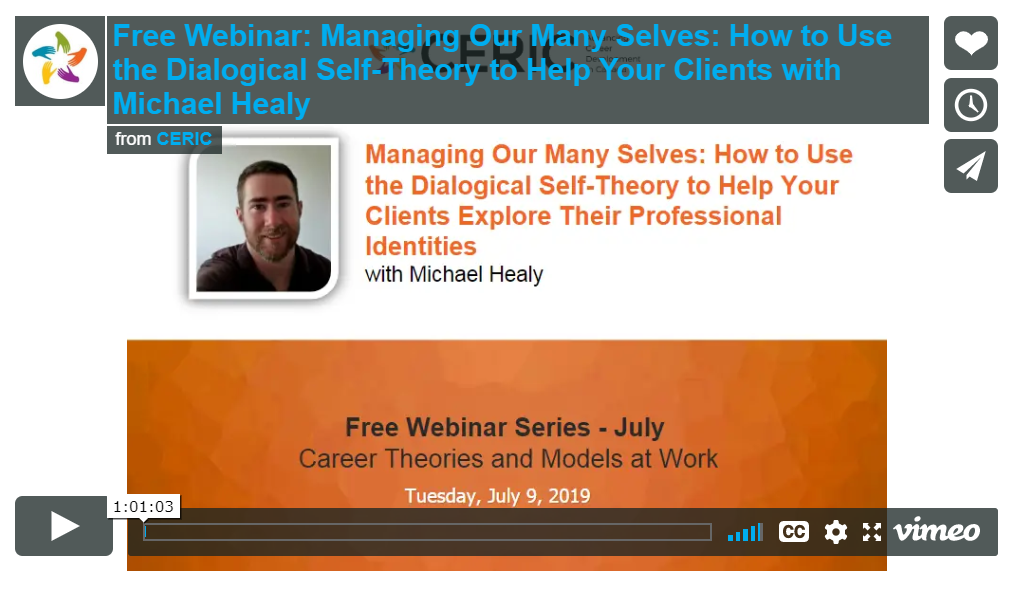 Free Webinar: Managing Our Many Selves: How to Use
the Dialogical Self-Theory to Help Your Clients with
Michael Healy
from CERIC
CERIC
Career
Development
Managing Our Many Selves: How to Use
the Dialogical Self-Theory to Help Your
Clients Explore Their Professional
Identities
with Michael Healy
Free Webinar Series - July
Career Theories and Models at Work
Tuesday, July 9, 2019
1:01:03
CC
vimeo